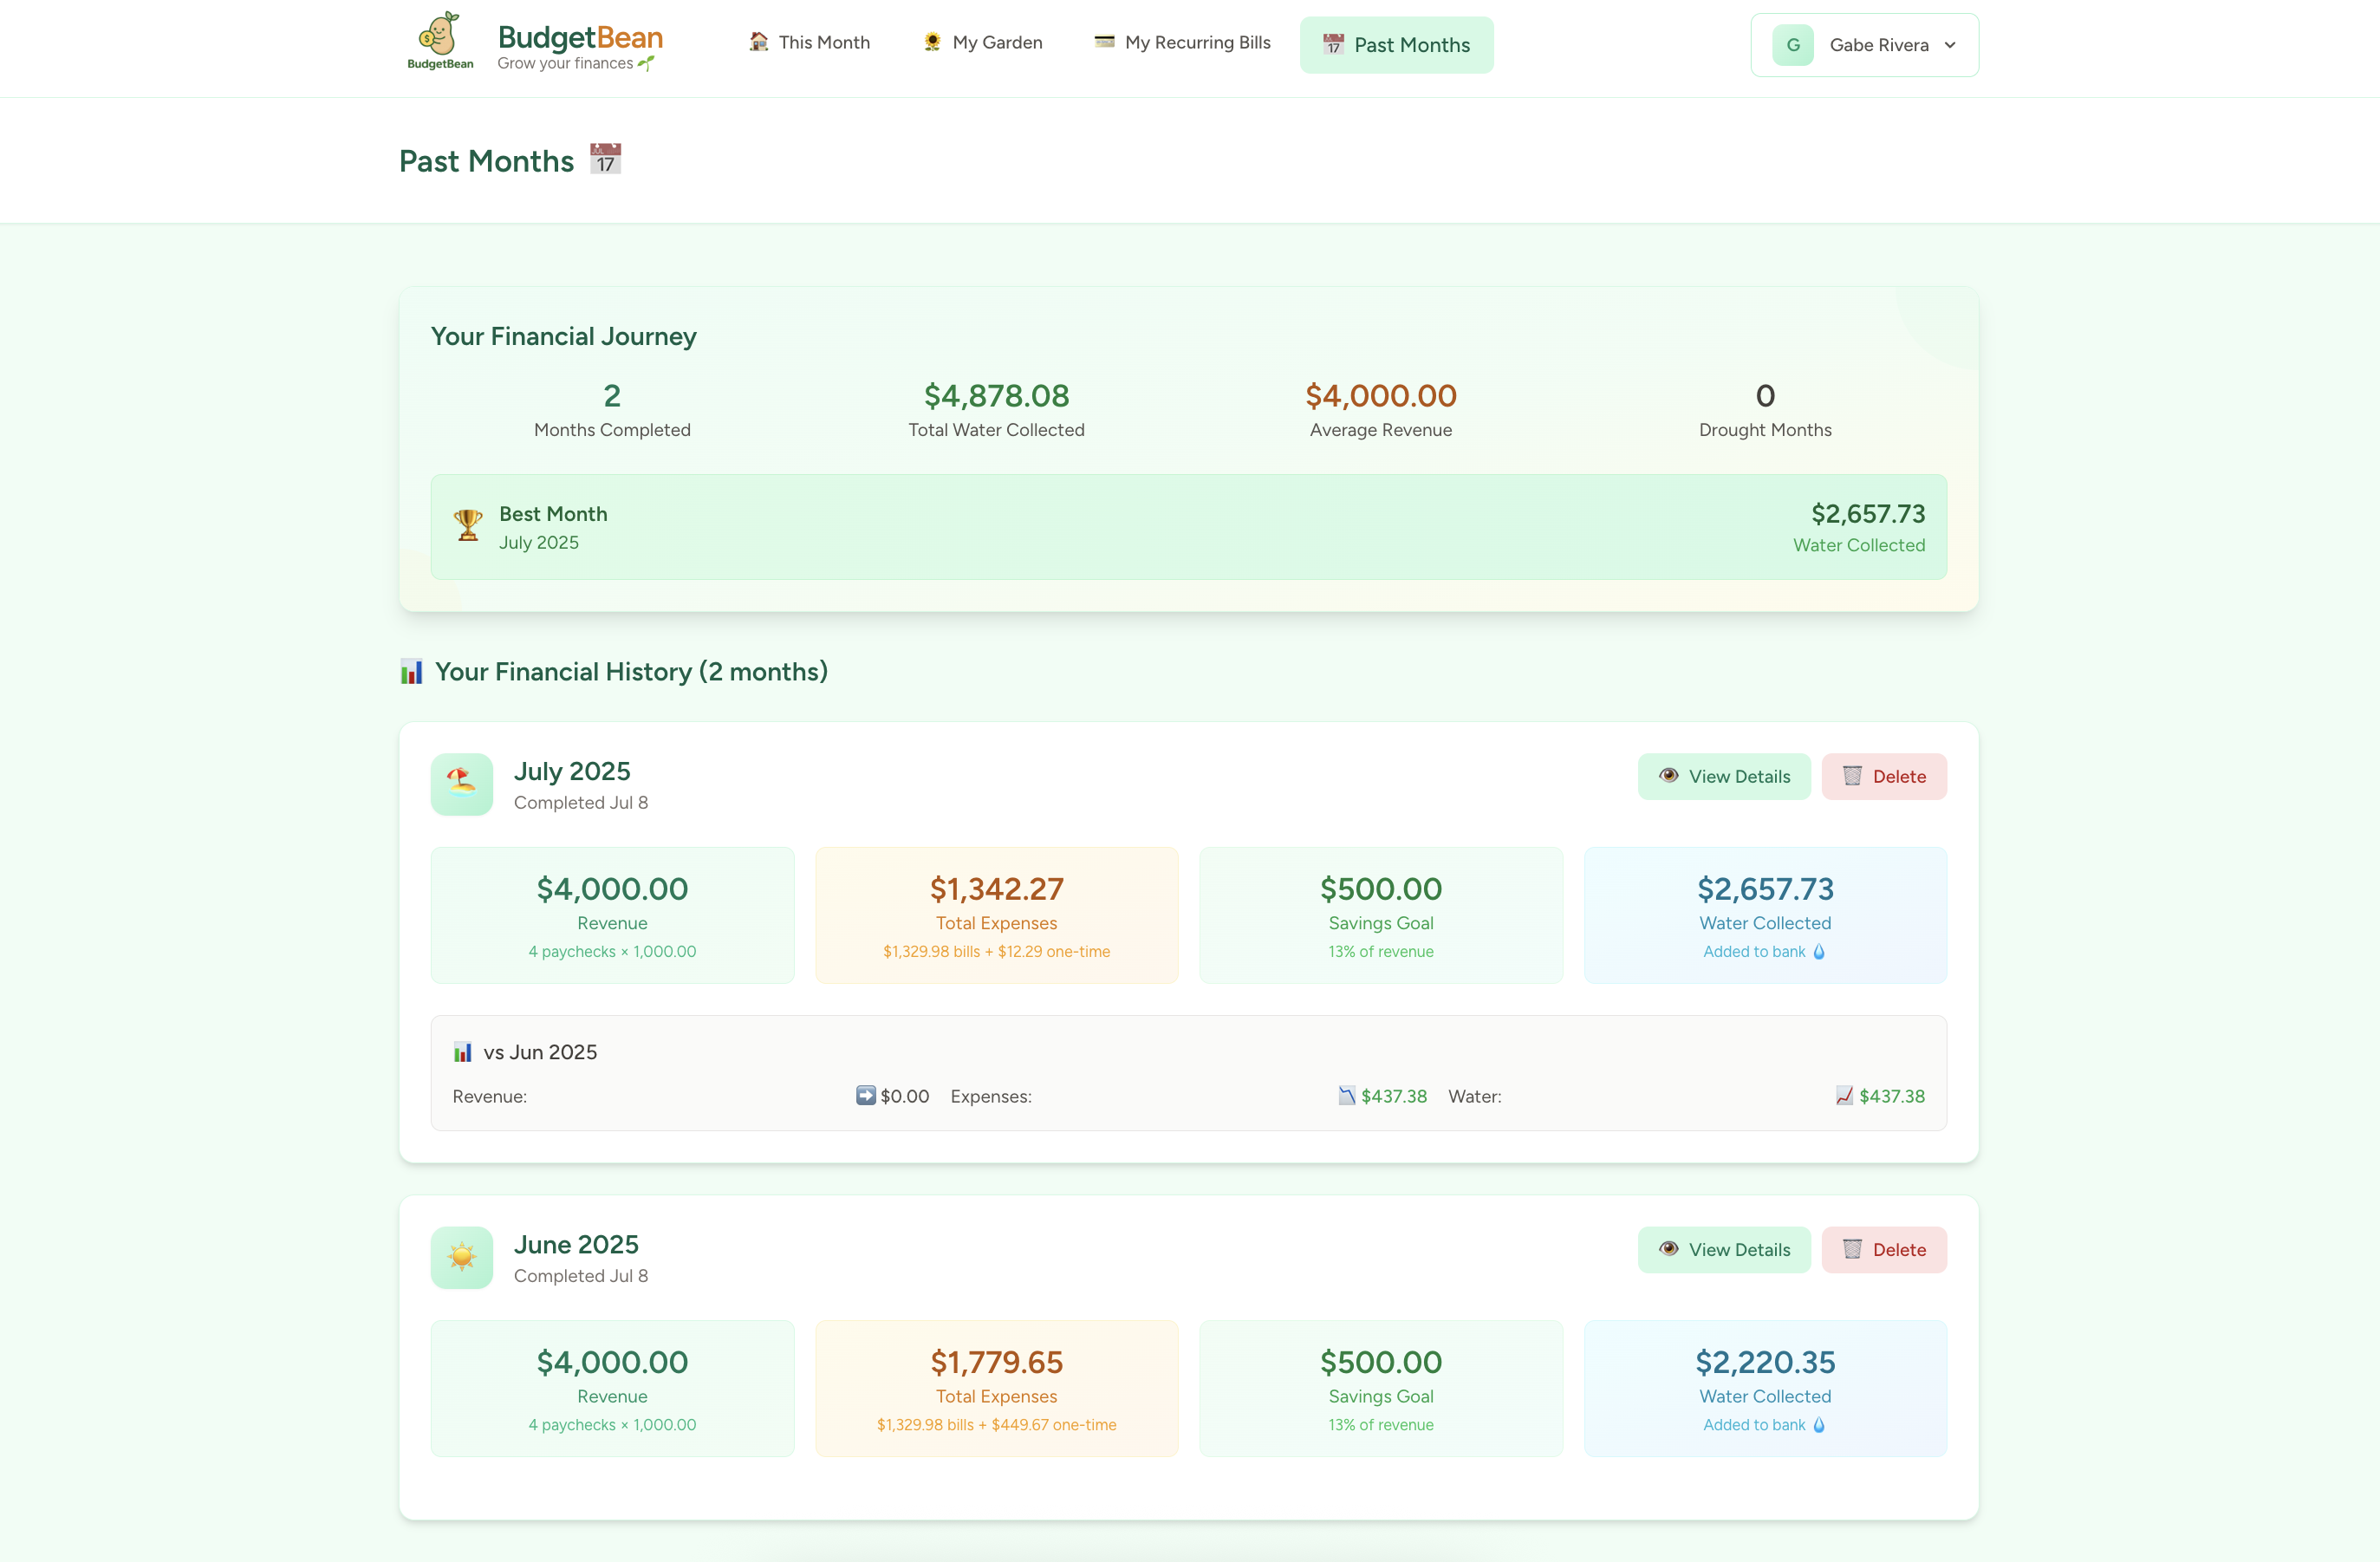 BudgetBean
BudgetBean
Grow your finances
This Month
My Garden
My Recurring Bills
17 Past Months
G Gabe Rivera
Past Months 17
Your Financial Journey
2
Months Completed
$4,878.08
Total Water Collected
$4,000.00
Average Revenue
0
Drought Months
Best Month
July 2025
$2,657.73
Water Collected
Your Financial History (2 months)
July 2025
Completed Jul 8
View Details
Delete
$4,000.00
Revenue
4 paychecks × 1,000.00
$1,342.27
Total Expenses
$1,329.98 bills + $12.29 one-time
$500.00
Savings Goal
13% of revenue
$2,657.73
Water Collected
Added to bank
vs Jun 2025
Revenue: $0.00 Expenses: $437.38 Water: $437.38
June 2025
Completed Jul 8
View Details
Delete
$4,000.00
Revenue
4 paychecks × 1,000.00
$1,779.65
Total Expenses
$1,329.98 bills + $449.67 one-time
$500.00
Savings Goal
13% of revenue
$2,220.35
Water Collected
Added to bank